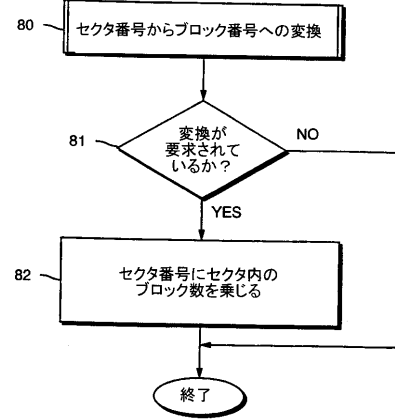 80
セクタ番号からブロック番号への変換
81
変換が
要求されて
いるか？
NO
YES
82
セクタ番号にセクタ内の
ブロック数を乗じる
終了